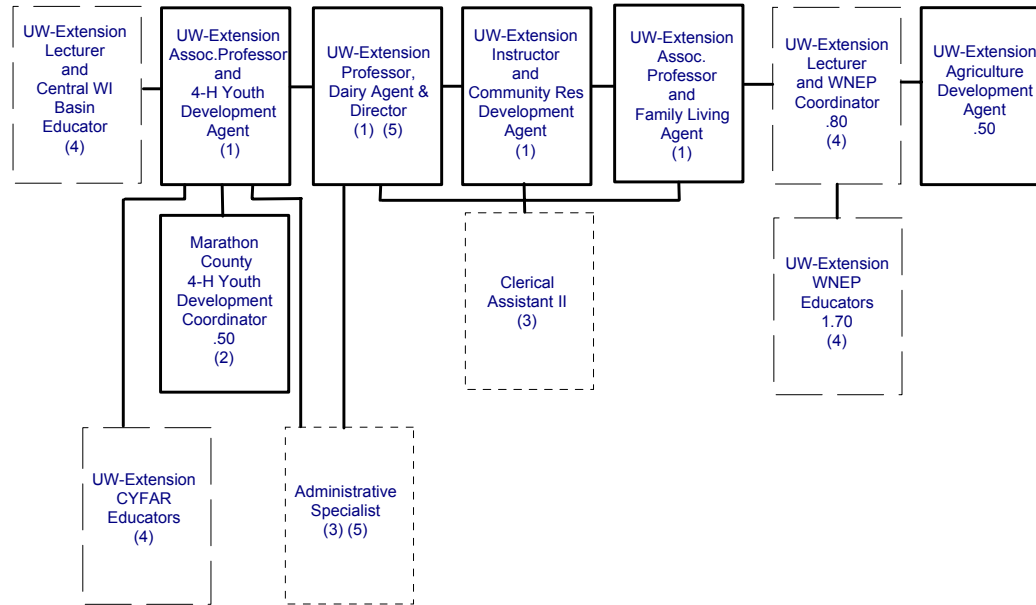 UW-Extension
Lecturer
and
Central WI
Basin
Educator
(4)
UW-Extension
Assoc.Professor
and
4-H Youth
Development
Agent
(1)
UW-Extension
Professor,
Dairy Agent &
Director
(1) (5)
UW-Extension
Instructor
and
Community Res
Development
Agent
(1)
UW-Extension
Assoc.
Professor
and
Family Living
Agent
(1)
UW-Extension
Lecturer
and WNEP
Coordinator
.80
(4)
UW-Extension
Agriculture
Development
Agent
.50
Marathon
County
4-H Youth
Development
Coordinator
.50
(2)
Clerical
Assistant II
(3)
UW-Extension
WNEP
Educators
1.70
(4)
UW-Extension
CYFAR
Educators
(4)
Administrative
Specialist
(3) (5)